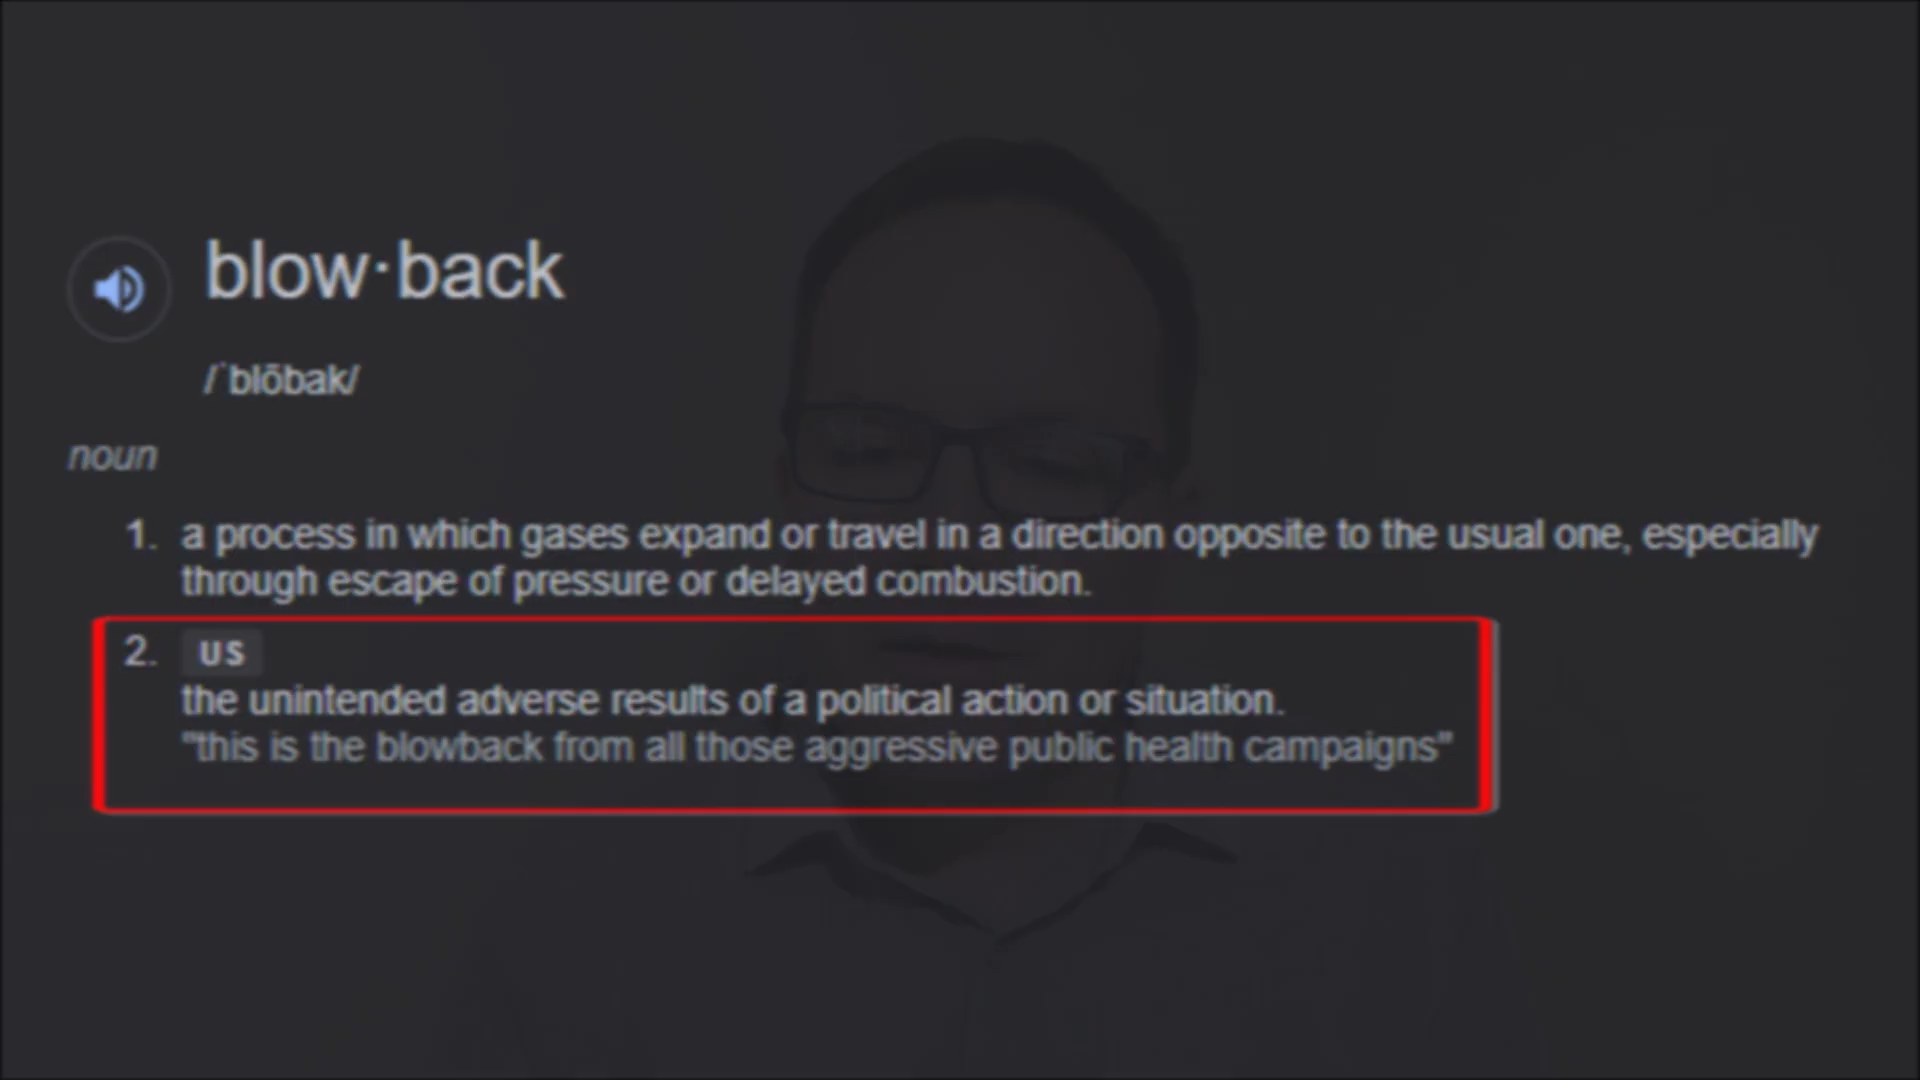 blow·back
/ˈblōbak/
noun
1. a process in which gases expand or travel in a direction opposite to the usual one, especially
through escape of pressure or delayed combustion.
2. US
the unintended adverse results of a political action or situation.
"this is the blowback from all those aggressive public health campaigns"